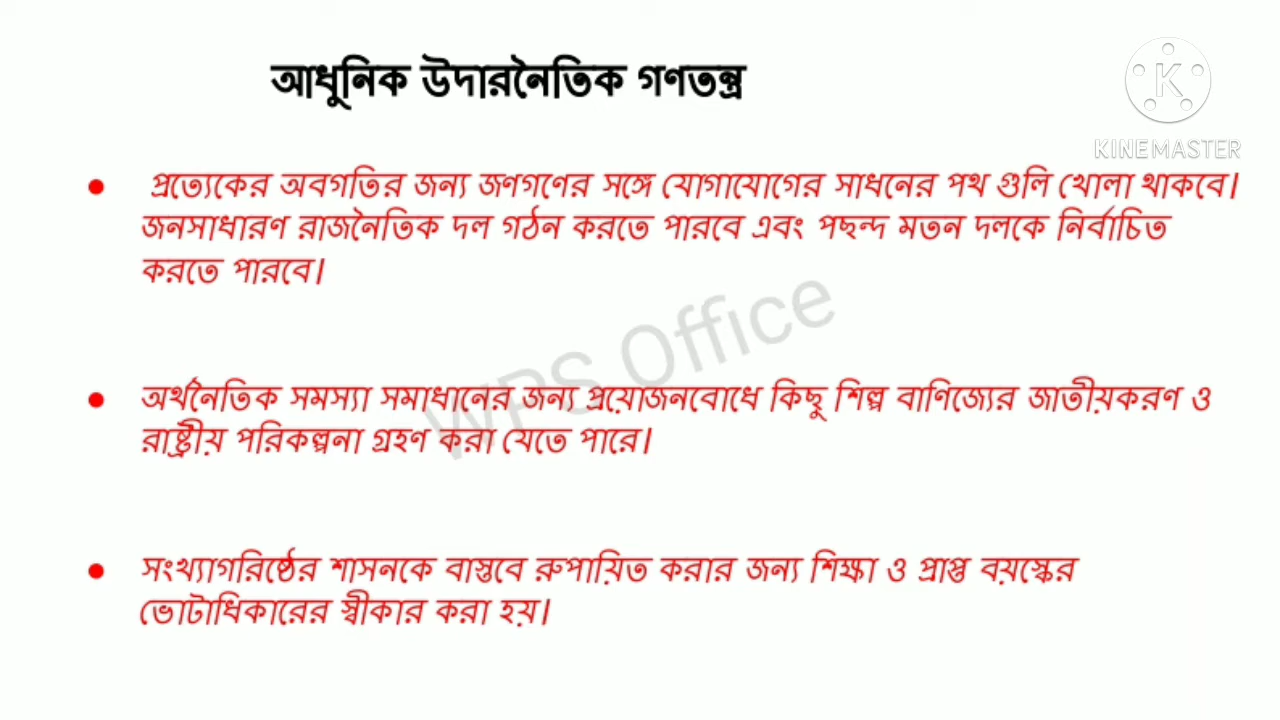 আধুনিক উদারনৈতিক গণতন্ত্র
K
KINEMASTER
• প্রত্যেকের অবগতির জন্য জণগণের সঙ্গে যোগাযোগের সাধনের পথ গুলি খোলা থাকবে।
জনসাধারণ রাজনৈতিক দল গঠন করতে পারবে এবং পছন্দ মতন দলকে নির্বাচিত
করতে পারবে।
WPS Office
• অর্থনৈতিক সমস্যা সমাধানের জন্য প্রয়োজনবোধে কিছু শিল্প বাণিজ্যের জাতীয়করণ ও
রাষ্ট্রীয় পরিকল্পনা গ্রহণ করা যেতে পারে।
• সংখ্যাগরিষ্ঠের শাসনকে বাস্তবে রুপায়িত করার জন্য শিক্ষা ও প্রাপ্ত বয়স্কের
ভোটাধিকারের স্বীকার করা হয়।